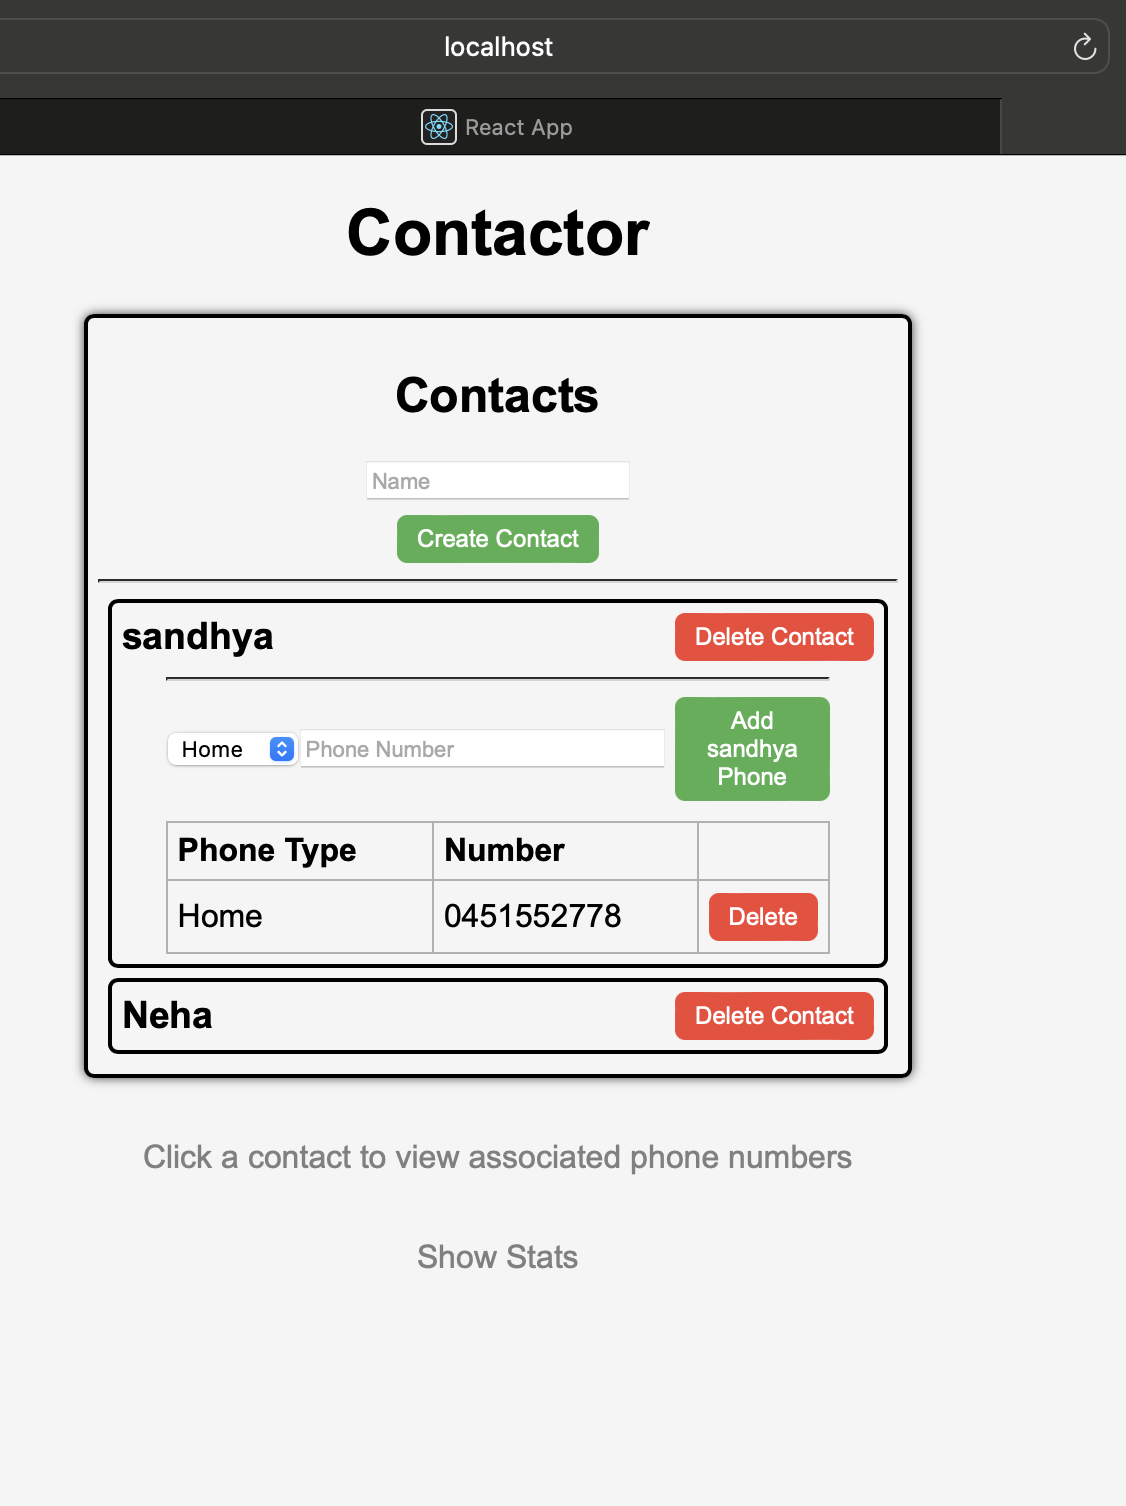 localhost
React App
Contactor
Contacts
Name
Create Contact
sandhya
Delete Contact
Home
Phone Number
Add
sandhya
Phone
Phone Type Number
Home 0451552778 Delete
Neha
Delete Contact
Click a contact to view associated phone numbers
Show Stats